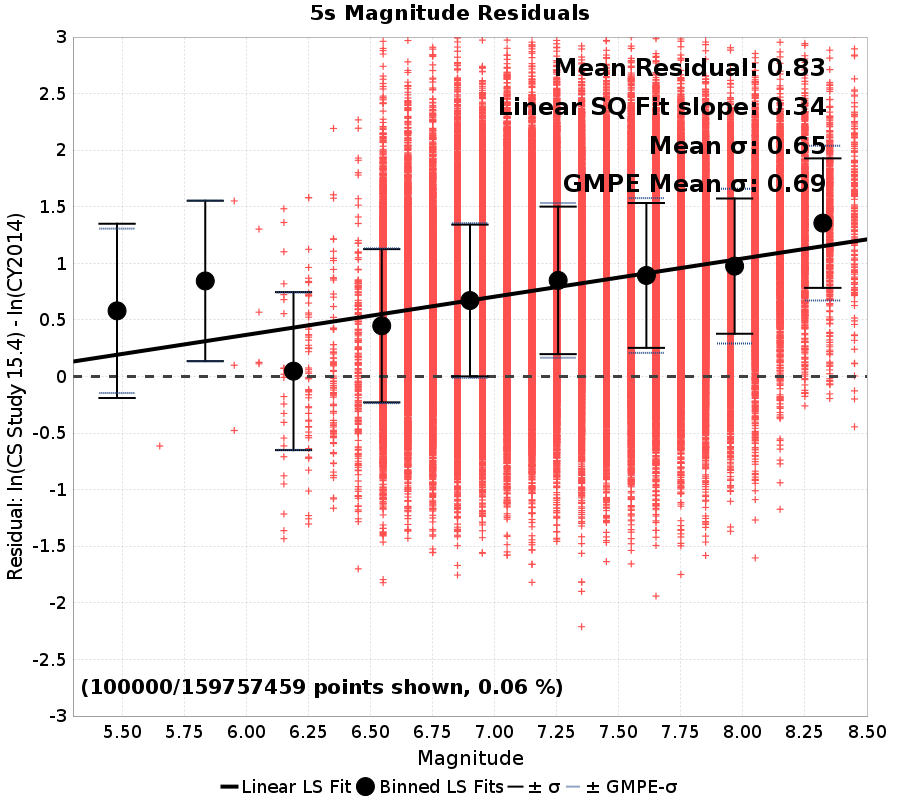 5s Magnitude Residuals
Mean Residual: 0.83
Linear SQ Fit slope: 0.34
Mean σ: 0.65
GMPE Mean σ: 0.69
Residual: ln(CS Study 15.4) - ln(CY2014)
3
2.5
2
1.5
1
0.5
0
-0.5
-1
-1.5
-2
-2.5
-3
(100000/159757459 points shown, 0.06 %)
5.50 5.75 6.00 6.25 6.50 6.75 7.00 7.25 7.50 7.75 8.00 8.25 8.50
Magnitude
Linear LS Fit Binned LS Fits ± σ ± GMPE-σ